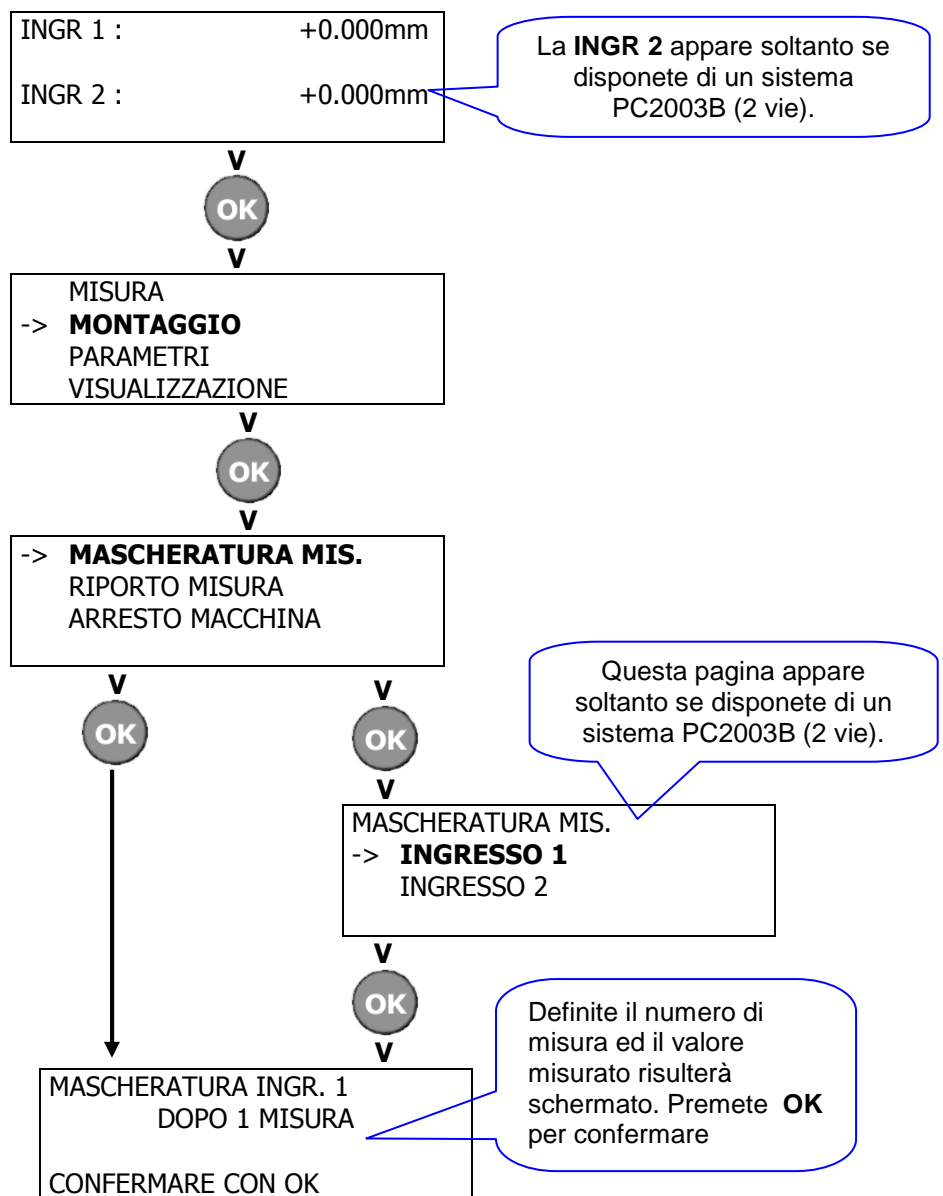 INGR 1 : +0.000mm
La INGR 2 appare soltanto se
disponete di un sistema
PC2003B (2 vie).
INGR 2 : +0.000mm
V
OK
V
MISURA
-> MONTAGGIO
PARAMETRI
VISUALIZZAZIONE
V
OK
V
-> MASCHERATURA MIS.
RIPORTO MISURA
ARRESTO MACCHINA
Questa pagina appare
soltanto se disponete di un
sistema PC2003B (2 vie).
V V
OK OK
V
MASCHERATURA MIS.
-> INGRESSO 1
INGRESSO 2
V
OK
V
Definite il numero di
misura ed il valore
misurato risulterà
schermato. Premete OK
per confermare
MASCHERATURA INGR. 1
DOPO 1 MISURA
CONFERMARE CON OK